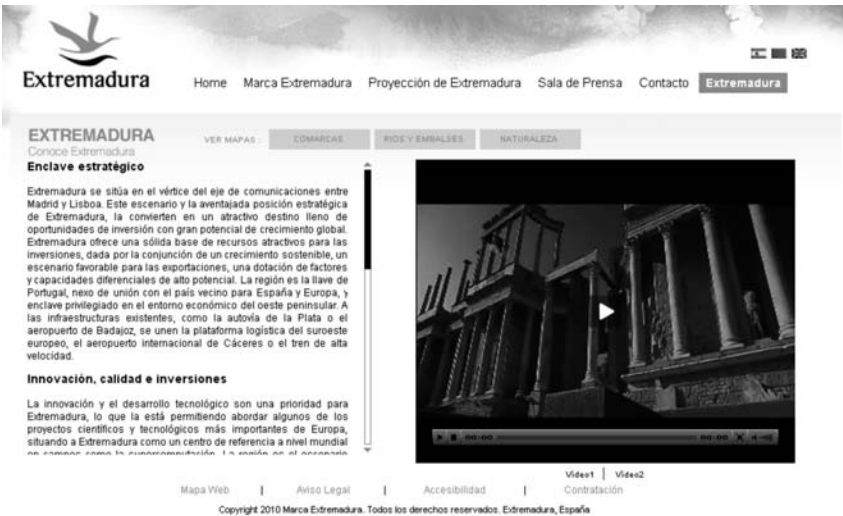 Extremadura
Home Marca Extremadura Proyección de Extremadura Sala de Prensa Contacto Extremadura
EXTREMADURA
Conoce Extremadura
VER MAPAS : COMARCAS RIOS Y EMBALSES NATURALEZA
Enclave estratégico
Extremadura se sitúa en el vértice del eje de comunicaciones entre
Madrid y Lisboa. Este escenario y la aventajada posición estratégica
de Extremadura, la convierten en un atractivo destino lleno de
oportunidades de inversión con gran potencial de crecimiento global.
Extremadura ofrece una sólida base de recursos atractivos para las
inversiones, dada por la conjunción de un crecimiento sostenible, un
escenario favorable para las exportaciones, una dotación de factores
y capacidades diferenciales de alto potencial. La región es la llave de
Portugal, nexo de unión con el país vecino para España y Europa, y
enclave privilegiado en el entorno económico del oeste peninsular. A
las infraestructuras existentes, como la autovía de la Plata o el
aeropuerto de Badajoz, se unen la plataforma logística del suroeste
europeo, el aeropuerto internacional de Cáceres o el tren de alta
velocidad.
Innovación, calidad e inversiones
La innovación y el desarrollo tecnológico son una prioridad para
Extremadura, lo que la está permitiendo abordar algunos de los
proyectos científicos y tecnológicos más importantes de Europa,
situando a Extremadura como un centro de referencia a nivel mundial
en campos como la supercomputación. La región es el escenario
00:00 00:00
Video1 | Video2
Mapa Web | Aviso Legal | Accesibilidad | Contratación
Copyright 2010 Marca Extremadura. Todos los derechos reservados. Extremadura, España